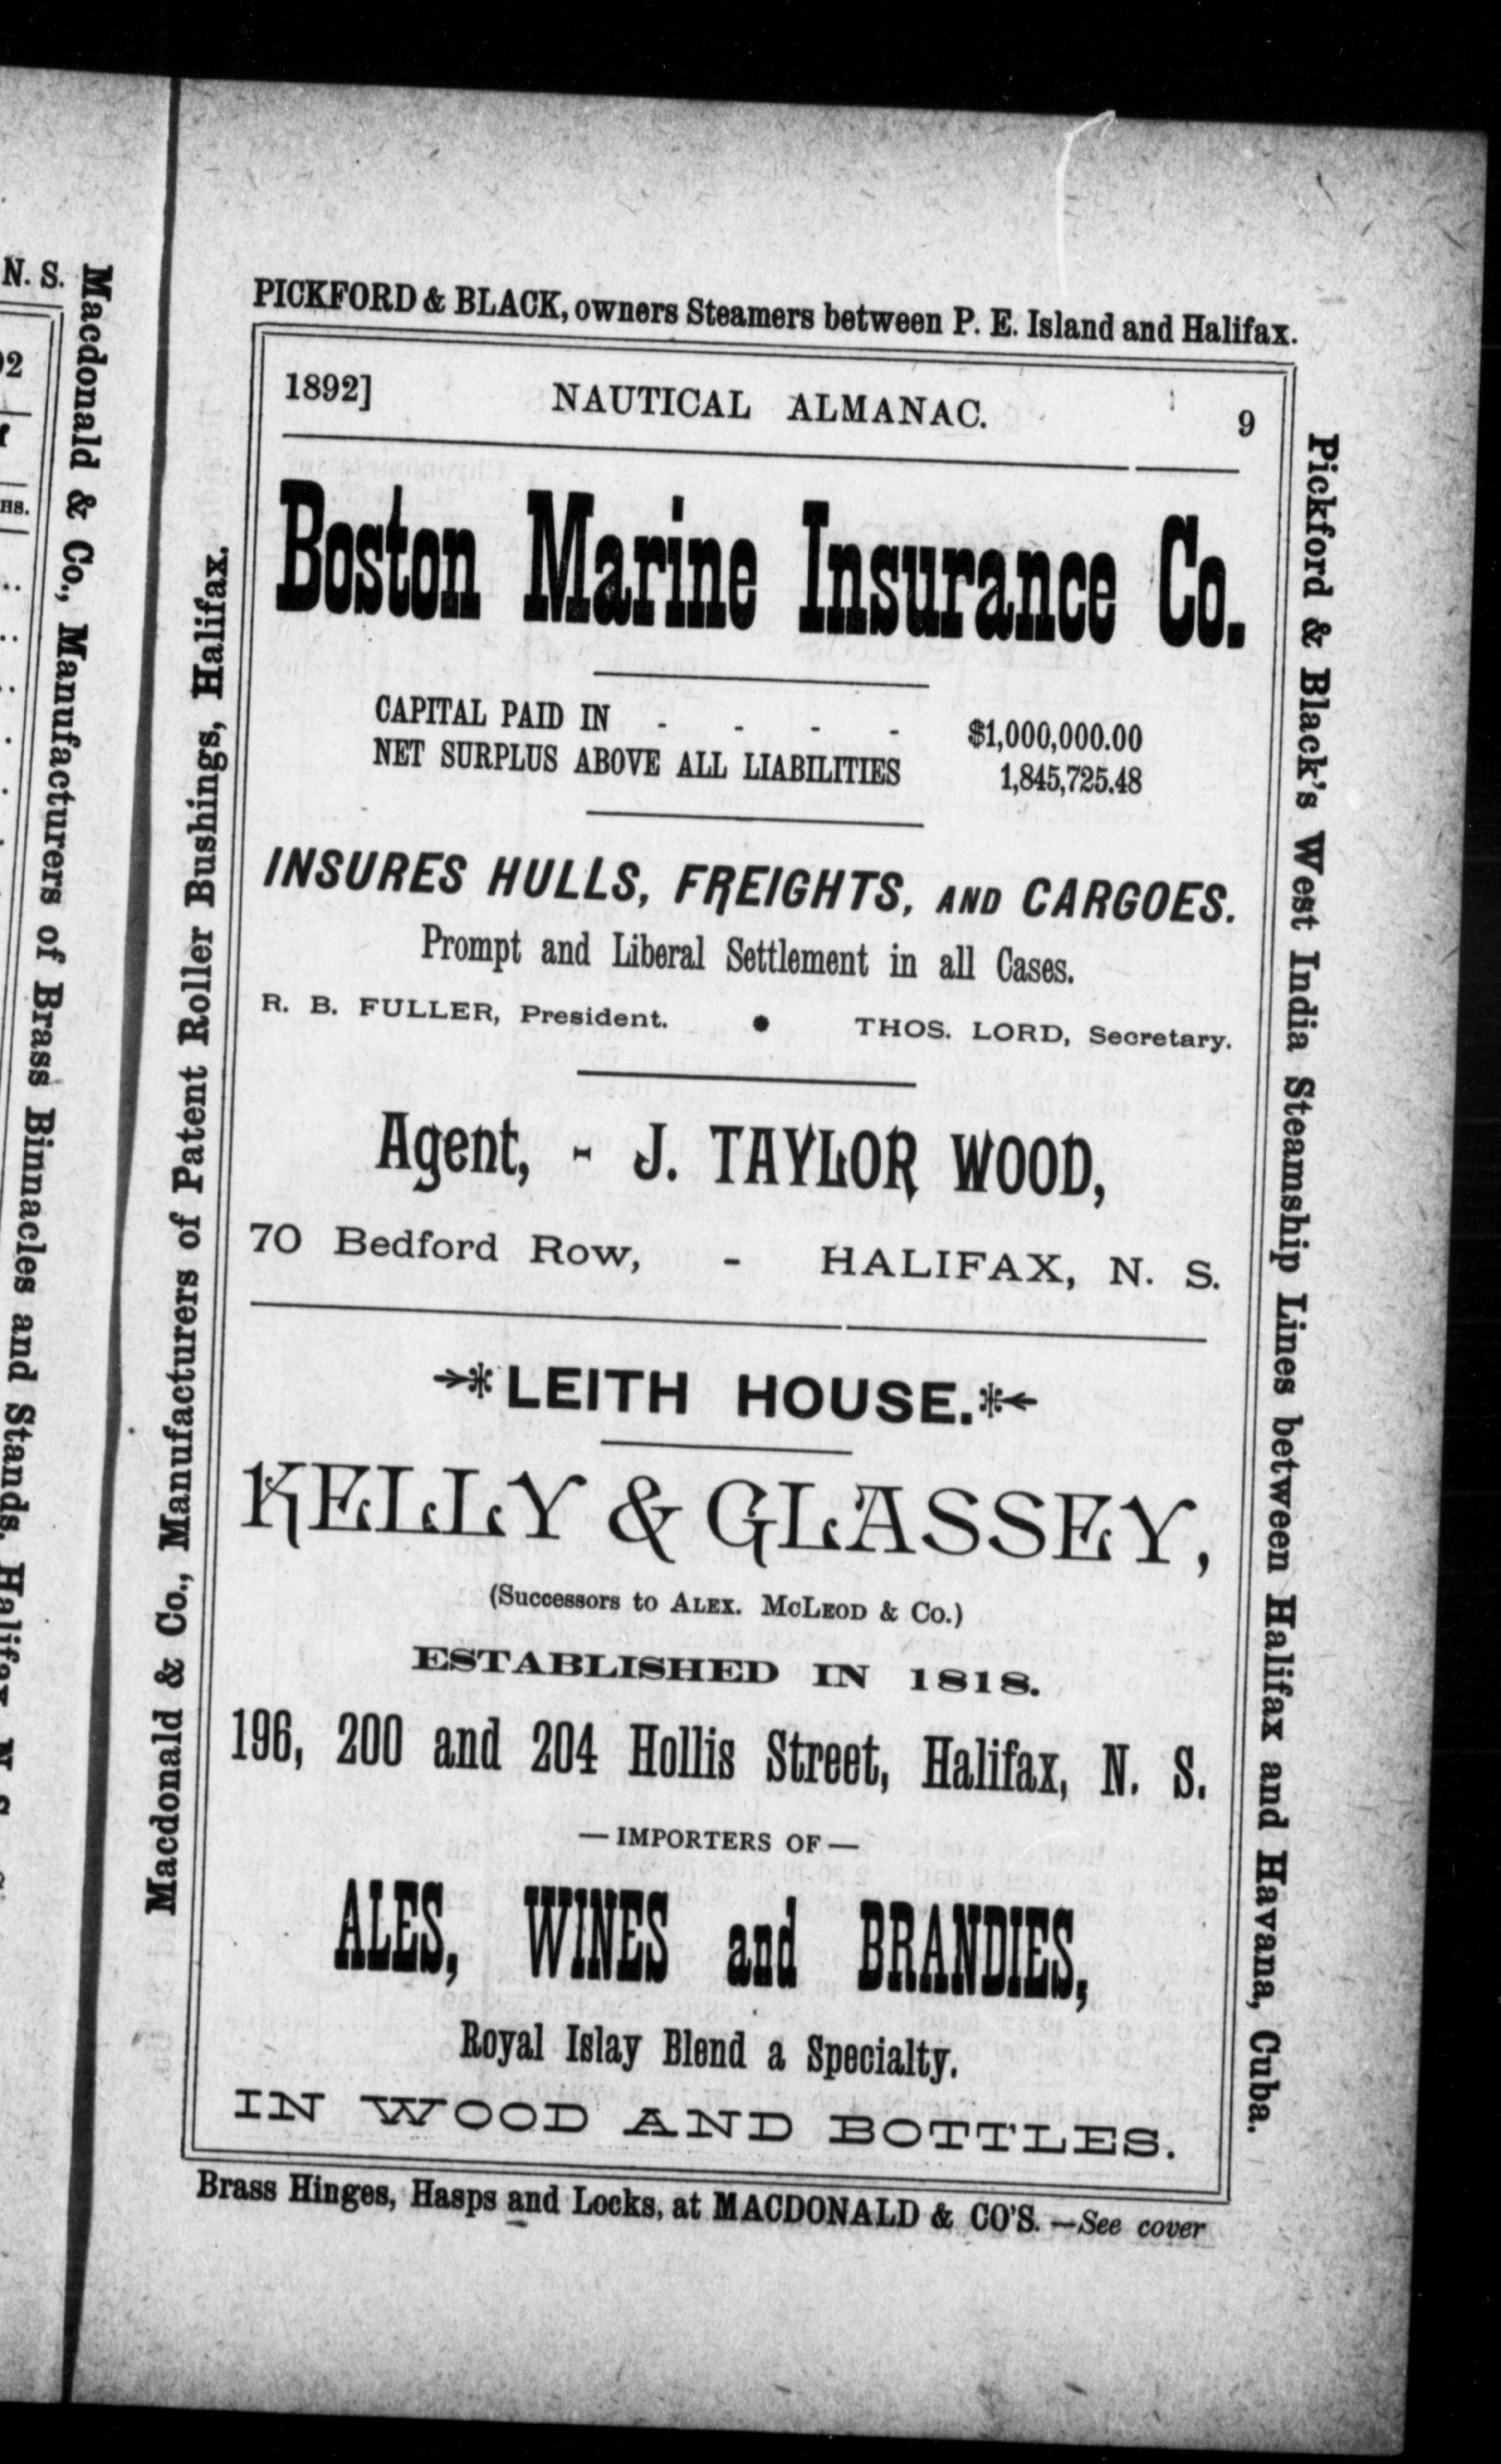 N. S.
92
HS.
Macdonald & Co., Manufacturers of Brass Binnacles and Stands, Halifax N. S.
Macdonald & Co., Manufacturers of Patent Roller Bushings, Halifax.
PICKFORD & BLACK, owners Steamers between P. E. Island and Halifax.
1892] NAUTICAL ALMANAC. 9
Boston Marine Insurance Co.
CAPITAL PAID IN - - - - $1,000,000.00
NET SURPLUS ABOVE ALL LIABILITIES 1,845,725.48
INSURES HULLS, FREIGHTS, AND CARGOES.
Prompt and Liberal Settlement in all Cases.
R. B. FULLER, President. • THOS. LORD, Secretary.
Agent, - J. TAYLOR WOOD,
70 Bedford Row, - HALIFAX, N. S.
LEITH HOUSE.
KELLY & GLASSEY,
(Successors to ALEX. MCLEOD & Co.)
ESTABLISHED IN 1818.
196, 200 and 204 Hollis Street, Halifax, N. S.
— IMPORTERS OF —
ALES, WINES and BRANDIES,
Royal Islay Blend a Specialty.
IN WOOD AND BOTTLES.
Brass Hinges, Hasps and Locks, at MACDONALD & CO'S. —See cover
Pickford & Black's West India Steamship Lines between Halifax and Havana, Cuba.